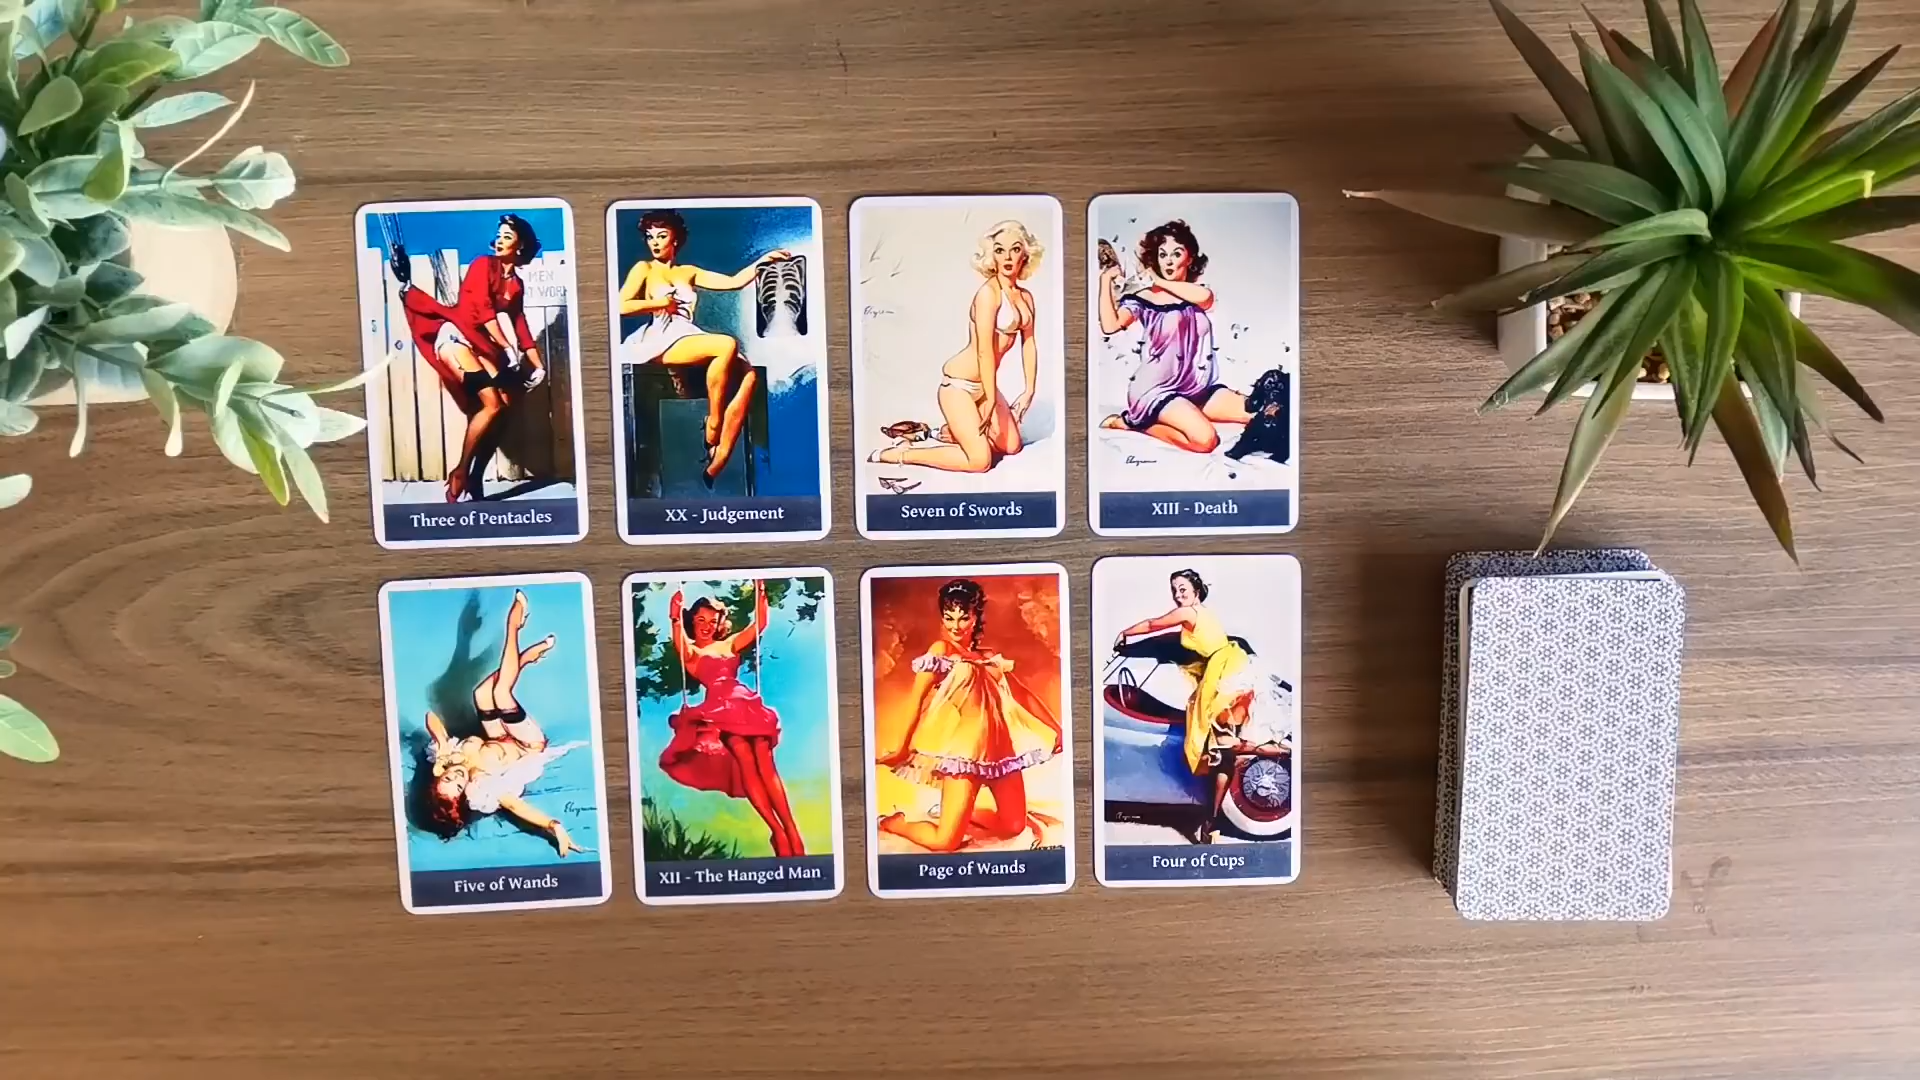 MEN
Three of Pentacles
XX - Judgement
Seven of Swords
XIII - Death
Five of Wands
XII - The Hanged Man
Page of Wands
Four of Cups